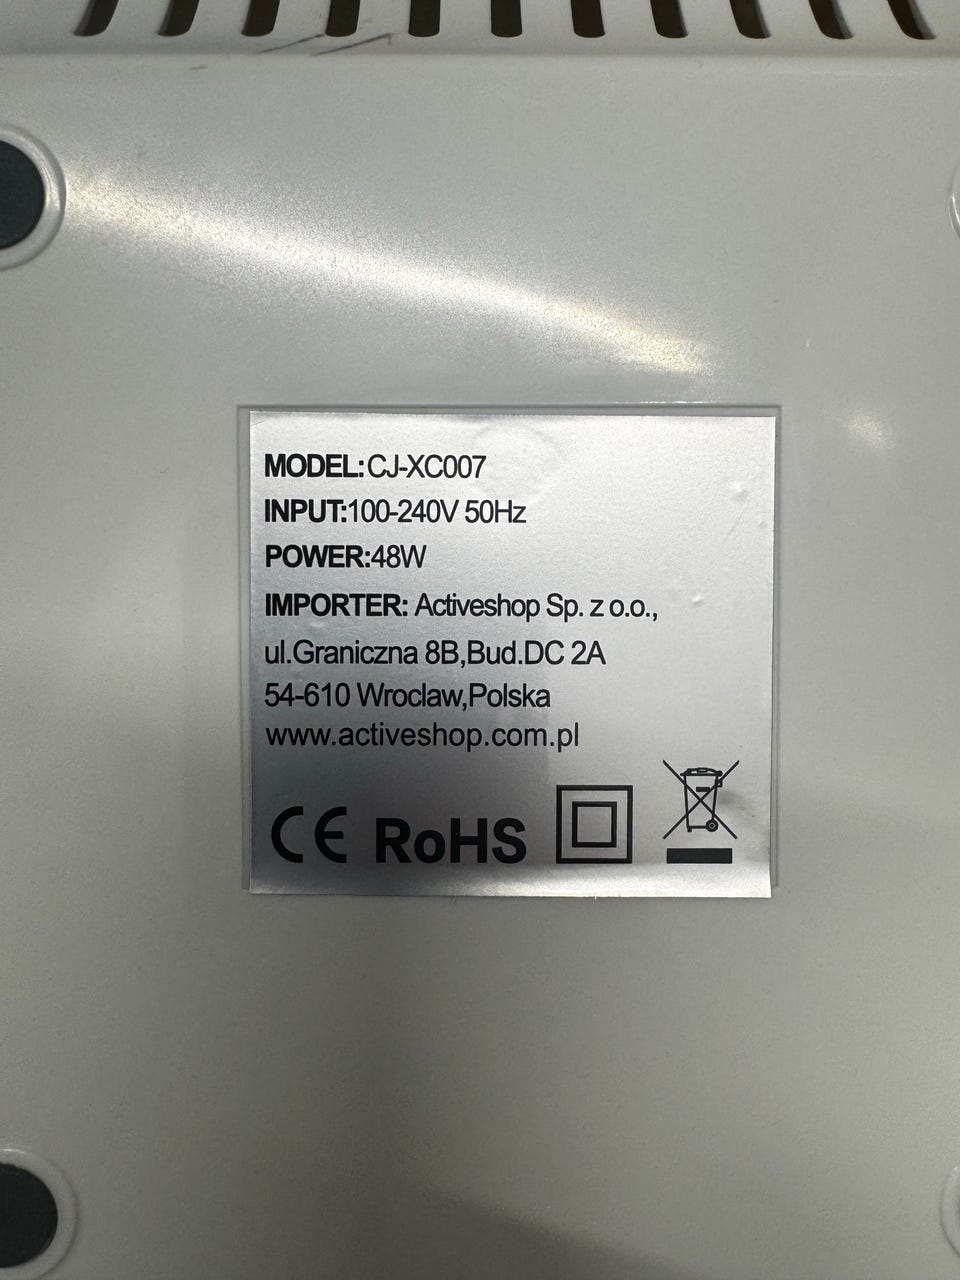 MODEL:CJ-XC007
INPUT:100-240V 50Hz
POWER:48W
IMPORTER: Activeshop Sp. z o.o.,
ul.Graniczna 8B,Bud.DC 2A
54-610 Wroclaw,Polska
www.activeshop.com.pl
CE RoHS